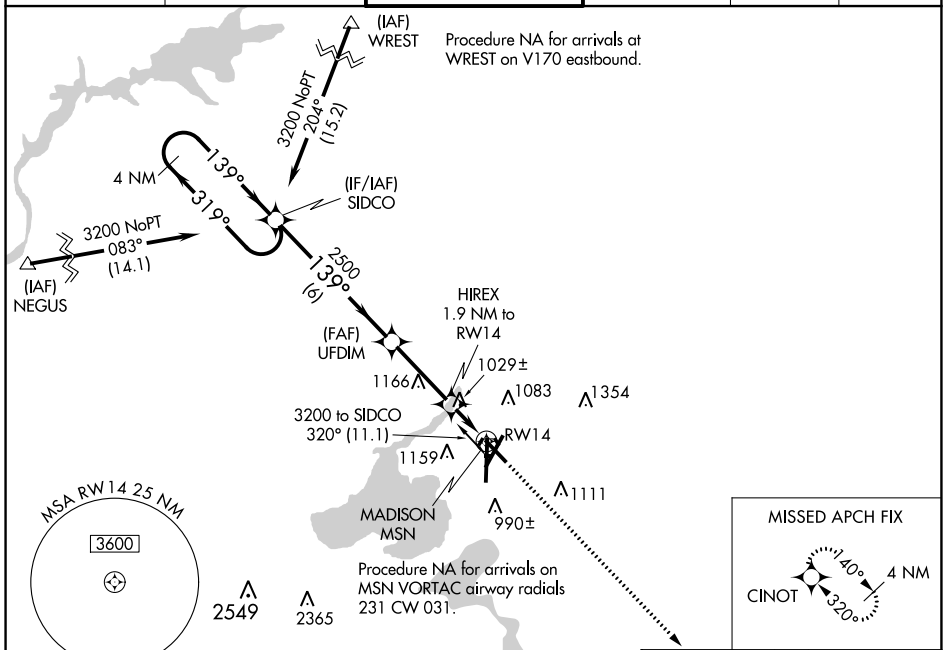 (IAF)
WREST
Procedure NA for arrivals at
WREST on V170 eastbound.
3200 NoPT
204°
(15.2)
139°
4 NM
319°
(IF/IAF)
SIDCO
3200 NoPT
083°
(14.1)
(IAF)
NEGUS
2500
139°
(6)
HIREX
1.9 NM to
RW14
(FAF)
UFDIM
1029±
1166
1083
1354
3200 to SIDCO
320° (11.1)
RW14
1159
1111
MADISON
MSN
990±
MSA RW14 25 NM
3600
Procedure NA for arrivals on
MSN VORTAC airway radials
231 CW 031.
2549
2365
MISSED APCH FIX
140°
4 NM
CINOT
320°